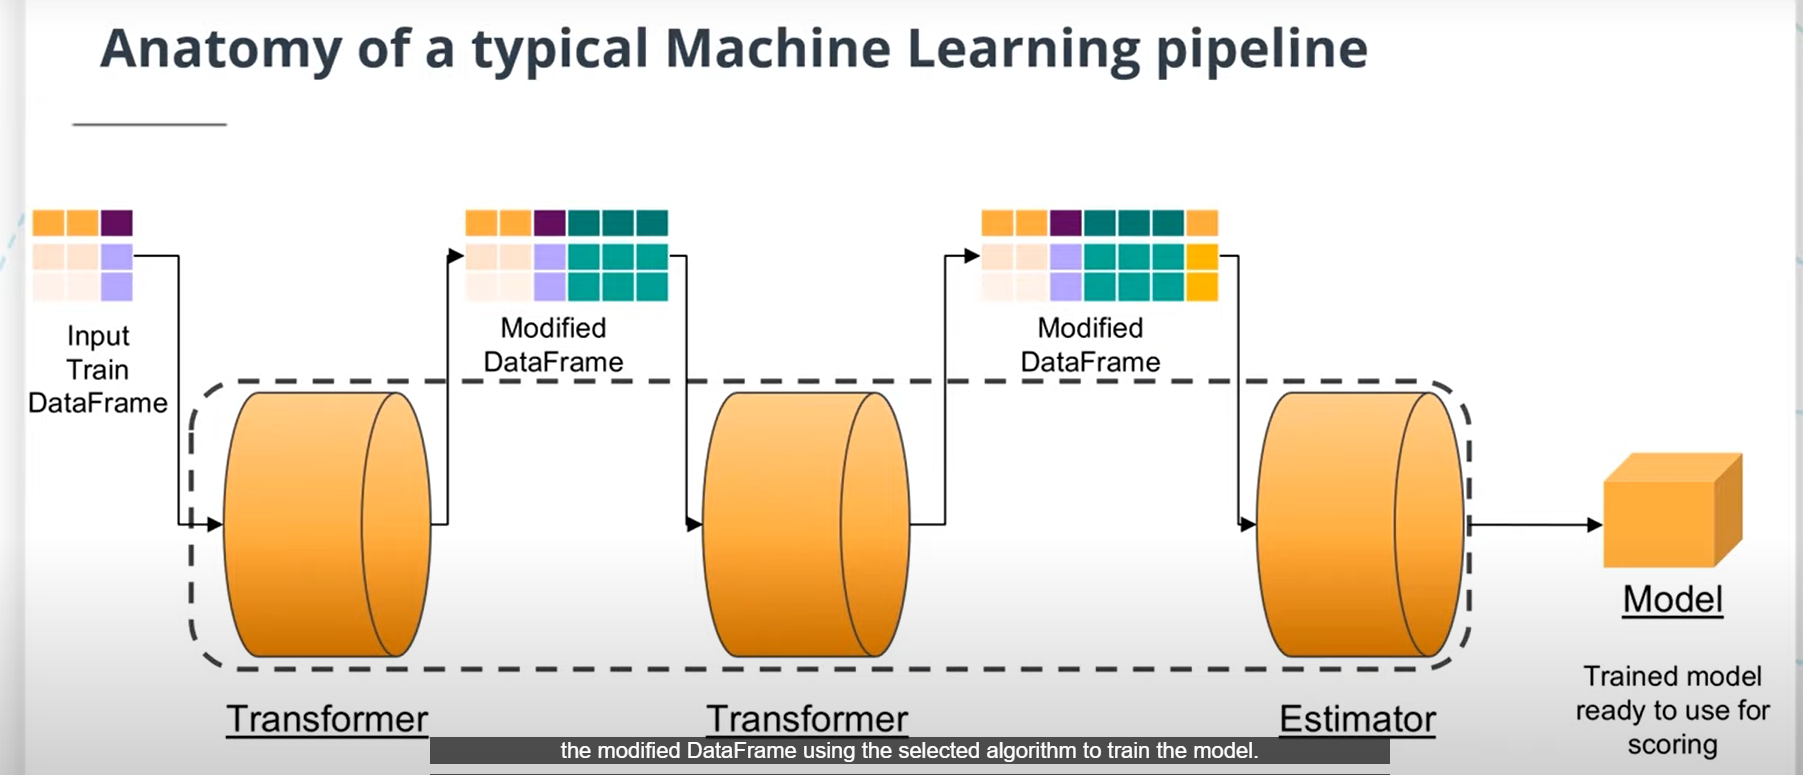 Anatomy of a typical Machine Learning pipeline
Input
Train
DataFrame
Modified
DataFrame
Modified
DataFrame
Transformer
Transformer
Estimator
Model
Trained model
ready to use for
scoring
the modified DataFrame using the selected algorithm to train the model.